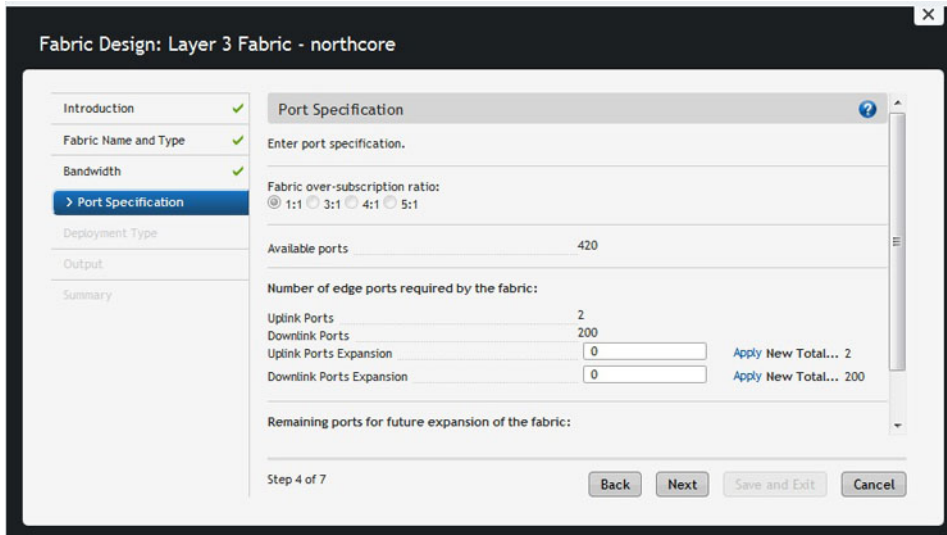 Fabric Design: Layer 3 Fabric - northcore
Introduction
Fabric Name and Type
Bandwidth
> Port Specification
Deployment Type
Output
Summary
Port Specification
?
Enter port specification.
Fabric over-subscription ratio:
1:1 3:1 4:1 5:1
Available ports 420
Number of edge ports required by the fabric:
Uplink Ports 2
Downlink Ports 200
Uplink Ports Expansion 0 Apply New Total... 2
Downlink Ports Expansion 0 Apply New Total... 200
Remaining ports for future expansion of the fabric:
Step 4 of 7
Back Next Save and Exit Cancel